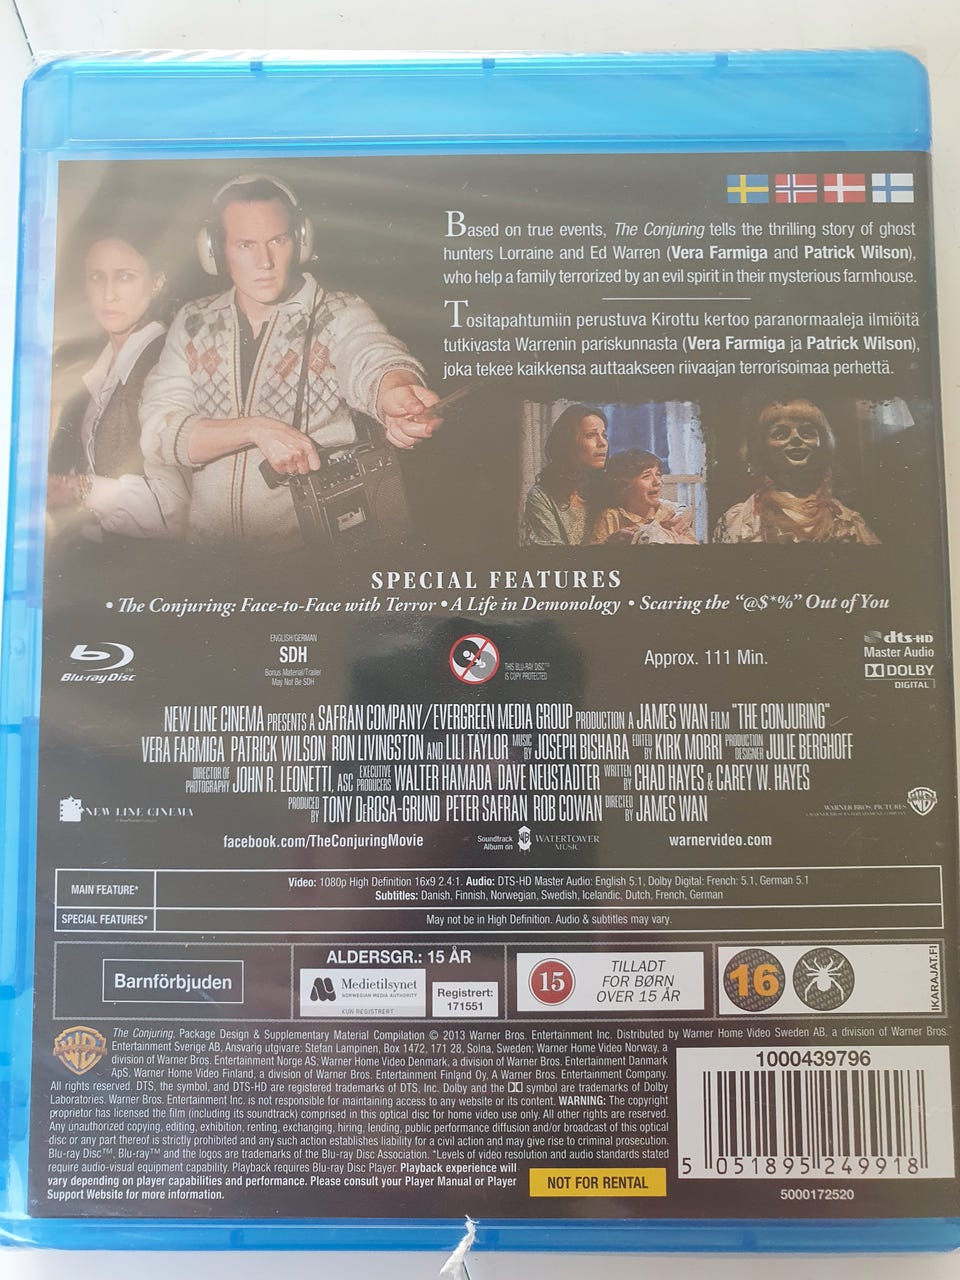 Based on true events, The Conjuring tells the thrilling story of ghost
hunters Lorraine and Ed Warren (Vera Farmiga and Patrick Wilson),
who help a family terrorized by an evil spirit in their mysterious farmhouse.
Tositapahtumiin perustuva Kirottu kertoo paranormaaleja ilmiöitä
tutkivasta Warrenin pariskunnasta (Vera Farmiga ja Patrick Wilson),
joka tekee kaikkensa auttaakseen riivaajan terrorisoimaa perhettä.
SPECIAL FEATURES
• The Conjuring: Face-to-Face with Terror • A Life in Demonology • Scaring the "@$*%" Out of You
Blu-ray Disc™
ENGLISH/GERMAN
SDH
Bonus Material/Trailer
May Not Be SDH
THIS BLU-RAY DISC™
IS COPY PROTECTED
Approx. 111 Min.
dts-HD
Master Audio
DOLBY
DIGITAL
NEW LINE CINEMA PRESENTS A SAFRAN COMPANY/EVERGREEN MEDIA GROUP PRODUCTION A JAMES WAN FILM "THE CONJURING"
VERA FARMIGA PATRICK WILSON RON LIVINGSTON AND LILI TAYLOR MUSIC BY JOSEPH BISHARA EDITED BY KIRK MORRI PRODUCTION DESIGNER JULIE BERGHOFF
DIRECTOR OF PHOTOGRAPHY JOHN R. LEONETTI, ASC EXECUTIVE PRODUCERS WALTER HAMADA DAVE NEUSTADTER WRITTEN BY CHAD HAYES & CAREY W. HAYES
PRODUCED BY TONY DeROSA-GRUND PETER SAFRAN ROB COWAN DIRECTED BY JAMES WAN
NEW LINE CINEMA
WARNER BROS. PICTURES
facebook.com/TheConjuringMovie
Soundtrack
Album on
WATERTOWER
MUSIC
warnervideo.com
MAIN FEATURE*
Video: 1080p High Definition 16x9 2.4:1. Audio: DTS-HD Master Audio: English 5.1, Dolby Digital: French: 5.1, German 5.1
Subtitles: Danish, Finnish, Norwegian, Swedish, Icelandic, Dutch, French, German
SPECIAL FEATURES*
May not be in High Definition. Audio & subtitles may vary.
Barnförbjuden
ALDERSGR.: 15 ÅR
Medietilsynet
NORWEGIAN MEDIA AUTHORITY
KUN REGISTRERT
Registrert:
171551
15
TILLADT
FOR BØRN
OVER 15 ÅR
16
IKARAJAT.FI
The Conjuring, Package Design & Supplementary Material Compilation © 2013 Warner Bros. Entertainment Inc. Distributed by Warner Home Video Sweden AB, a division of Warner Bros.
Entertainment Sverige AB, Ansvarig utgivare: Stefan Lampinen, Box 1472, 171 28. Solna, Sweden; Warner Home Video Norway, a
division of Warner Bros. Entertainment Norge AS; Warner Home Video Denmark, a division of Warner Bros. Entertainment Danmark
ApS, Warner Home Video Finland, a division of Warner Bros. Entertainment Finland Oy, A Warner Bros. Entertainment Company.
All rights reserved. DTS, the symbol, and DTS-HD are registered trademarks of DTS, Inc. Dolby and the symbol are trademarks of Dolby
Laboratories. Warner Bros. Entertainment Inc. is not responsible for maintaining access to any website or its content. WARNING: The copyright
proprietor has licensed the film (including its soundtrack) comprised in this optical disc for home video use only. All other rights are reserved.
Any unauthorized copying, editing, exhibition, renting, exchanging, hiring, lending, public performance diffusion and/or broadcast of this optical
disc or any part thereof is strictly prohibited and any such action establishes liability for a civil action and may give rise to criminal prosecution.
Blu-ray Disc™, Blu-ray™ and the logos are trademarks of the Blu-ray Disc Association. *Levels of video resolution and audio standards stated
require audio-visual equipment capability. Playback requires Blu-ray Disc Player. Playback experience will
vary depending on player capabilities and performance. Please consult your Player Manual or Player
Support Website for more information.
NOT FOR RENTAL
1000439796
5 051895 249918
5000172520